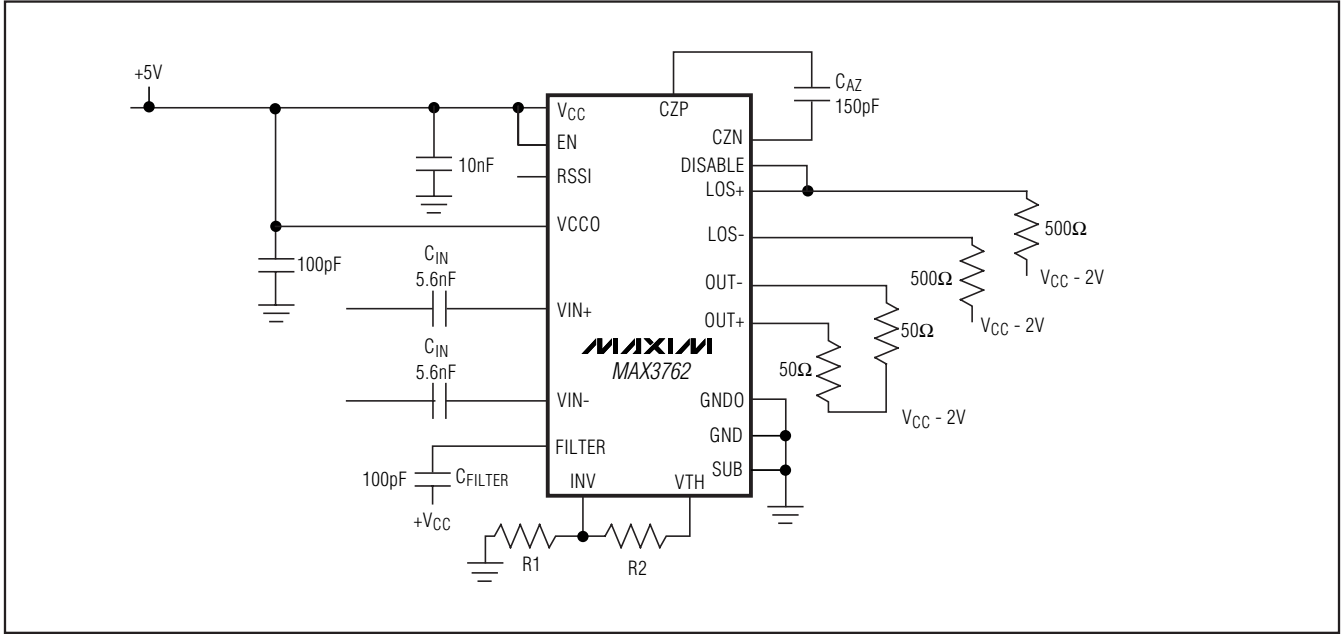 +5V
CZP
CAZ
150pF
VCC
EN
10nF
RSSI
CZN
DISABLE
LOS+
VCCO
LOS-
500Ω
VCC - 2V
100pF
CIN
5.6nF
500Ω
VCC - 2V
OUT-
VIN+
OUT+
50Ω
50Ω
VCC - 2V
MAXIM
MAX3762
CIN
5.6nF
VIN-
GNDO
GND
SUB
FILTER
100pF CFILTER
+VCC
INV
VTH
R1
R2